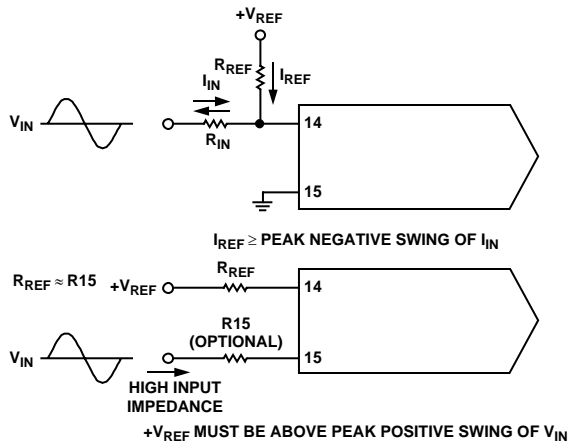 +VREF
RREF
IREF
IIN
VIN
RIN
14
15
IREF ≥ PEAK NEGATIVE SWING OF IIN
RREF ≈ R15
+VREF
RREF
14
VIN
R15
(OPTIONAL)
15
HIGH INPUT
IMPEDANCE
+VREF MUST BE ABOVE PEAK POSITIVE SWING OF VIN